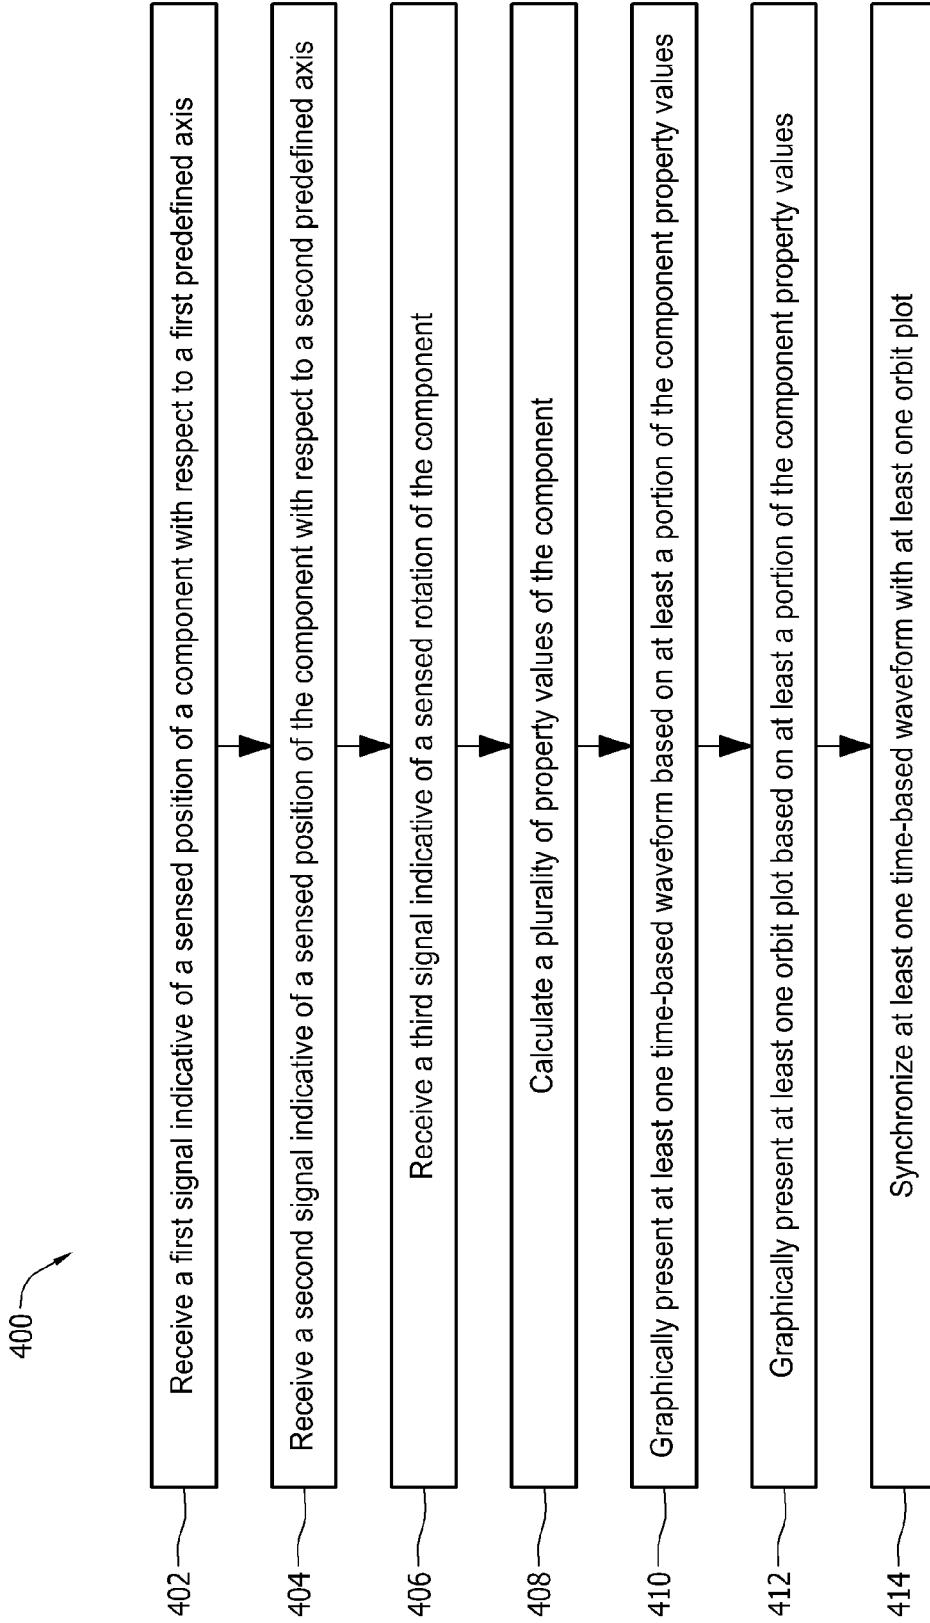 400
402
Receive a first signal indicative of a sensed position of a component with respect to a first predefined axis
404
Receive a second signal indicative of a sensed position of the component with respect to a second predefined axis
406
Receive a third signal indicative of a sensed rotation of the component
408
Calculate a plurality of property values of the component
410
Graphically present at least one time-based waveform based on at least a portion of the component property values
412
Graphically present at least one orbit plot based on at least a portion of the component property values
414
Synchronize at least one time-based waveform with at least one orbit plot